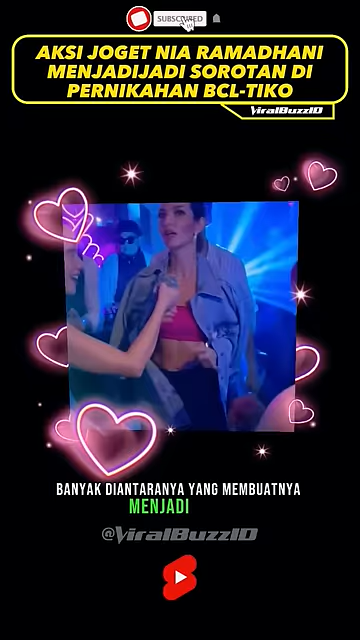 SUBSCRIBED
AKSI JOGET NIA RAMADHANI
MENJADIJADI SOROTAN DI
PERNIKAHAN BCL-TIKO
ViralBuzzID
BANYAK DIANTARANYA YANG MEMBUATNYA
MENJADI
@ViralBuzzID